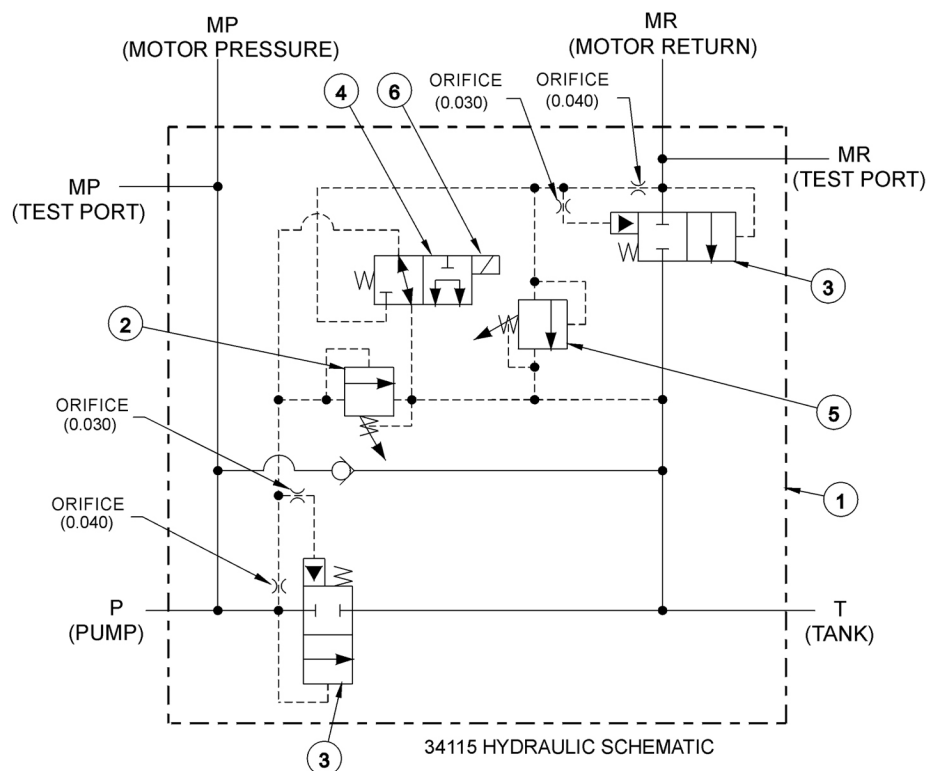 MP
(MOTOR PRESSURE)
MR
(MOTOR RETURN)
4
6
ORIFICE
(0.030)
ORIFICE
(0.040)
MP
(TEST PORT)
MR
(TEST PORT)
3
2
5
ORIFICE
(0.030)
1
ORIFICE
(0.040)
P
(PUMP)
T
(TANK)
3
34115 HYDRAULIC SCHEMATIC